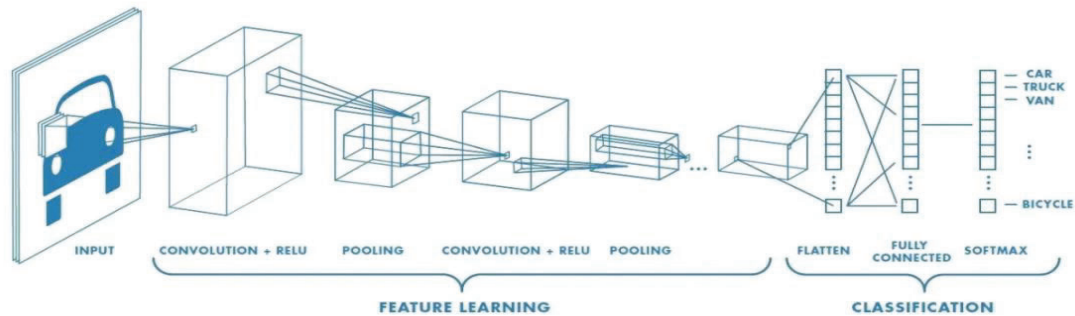 CAR
TRUCK
VAN
BICYCLE
INPUT
CONVOLUTION + RELU
POOLING
CONVOLUTION + RELU
POOLING
FLATTEN
FULLY
CONNECTED
SOFTMAX
FEATURE LEARNING
CLASSIFICATION